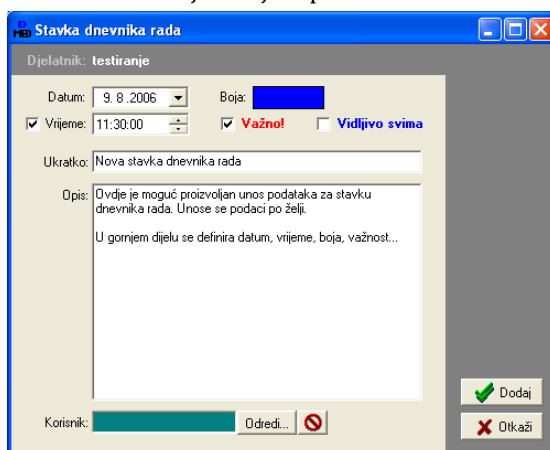 ID MED Stavka dnevnika rada
Djelatnik: testiranje
Datum: 9. 8 .2006 Boja:
Vrijeme: 11:30:00 Važno! Vidljivo svima
Ukratko: Nova stavka dnevnika rada
Opis: Ovdje je moguć proizvoljan unos podataka za stavku
dnevnika rada. Unose se podaci po želji.
U gornjem dijelu se definira datum, vrijeme, boja, važnost...
Dodaj
Korisnik: Odredi... Otkaži